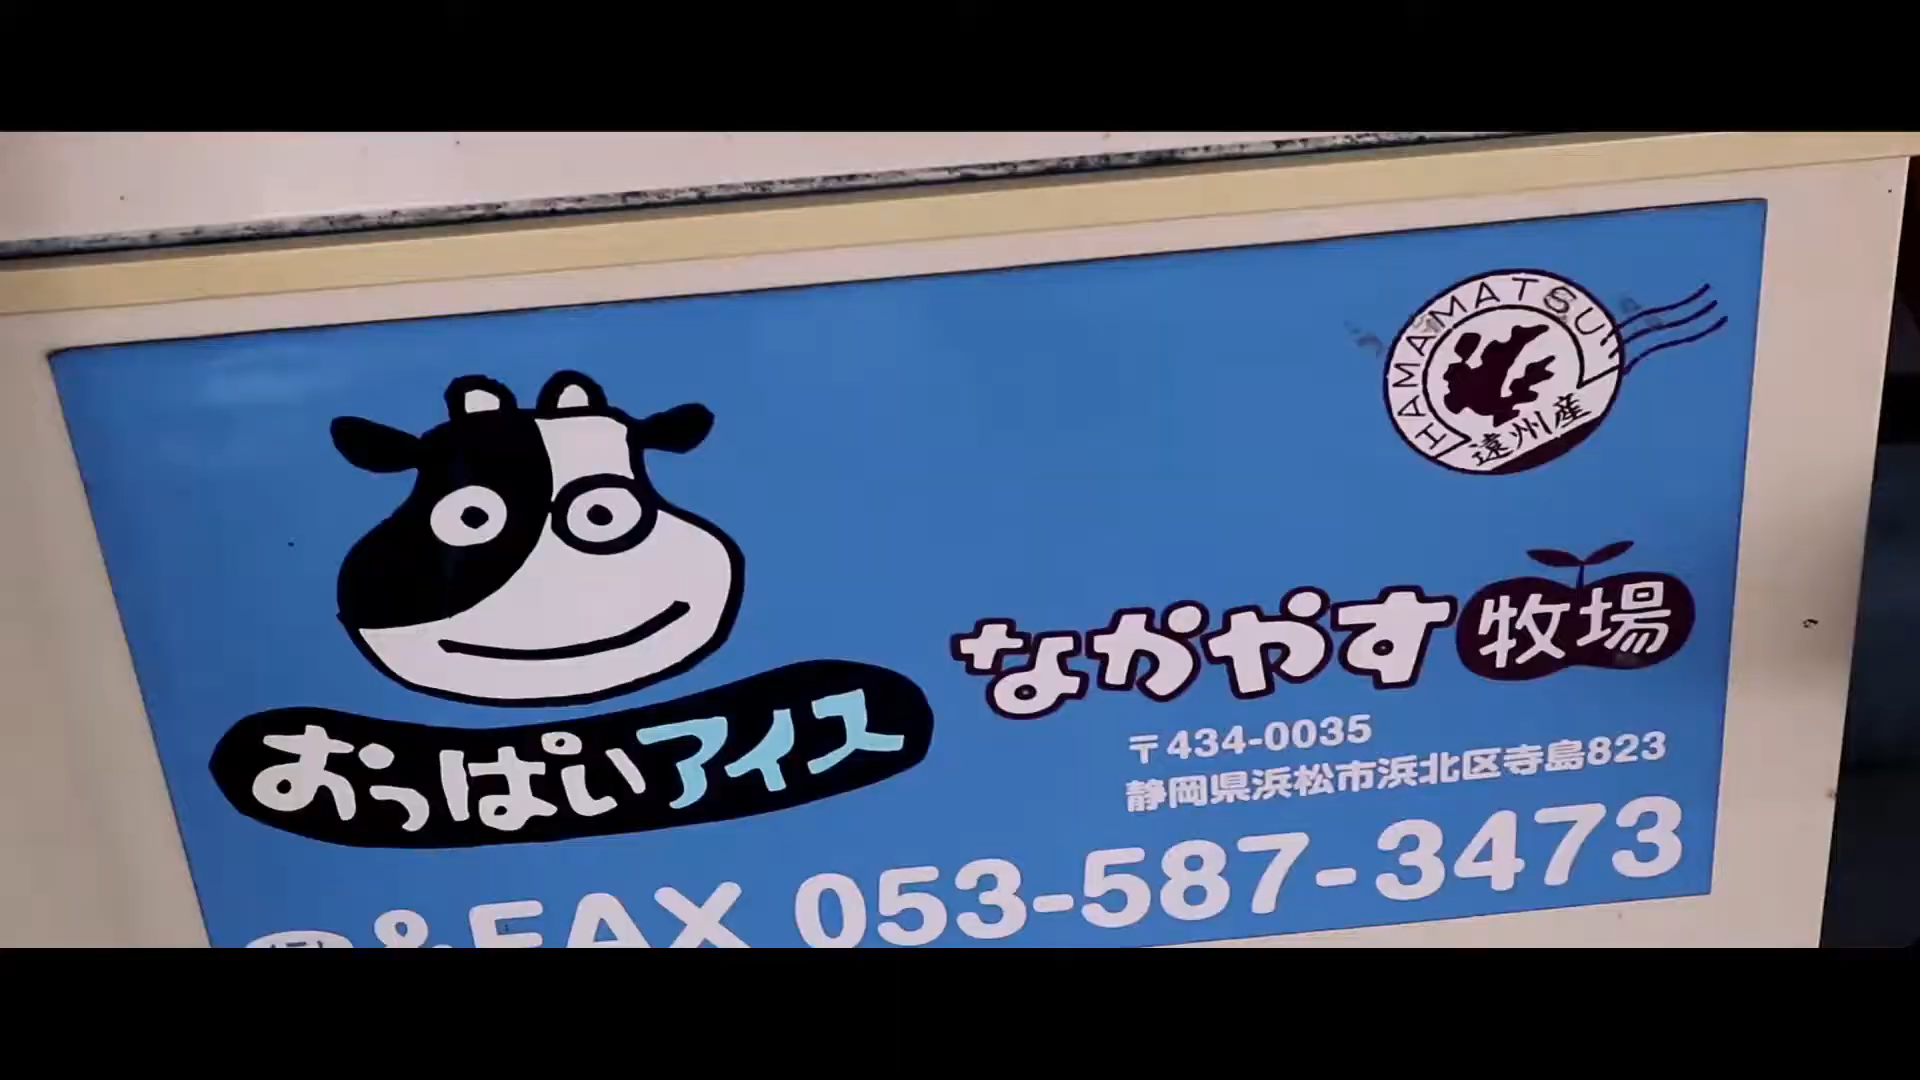 HAMAMATSU
遠州産
おっぱいアイス
なかやす牧場
〒434-0035
静岡県浜松市浜北区寺島823
& FAX 053-587-3473